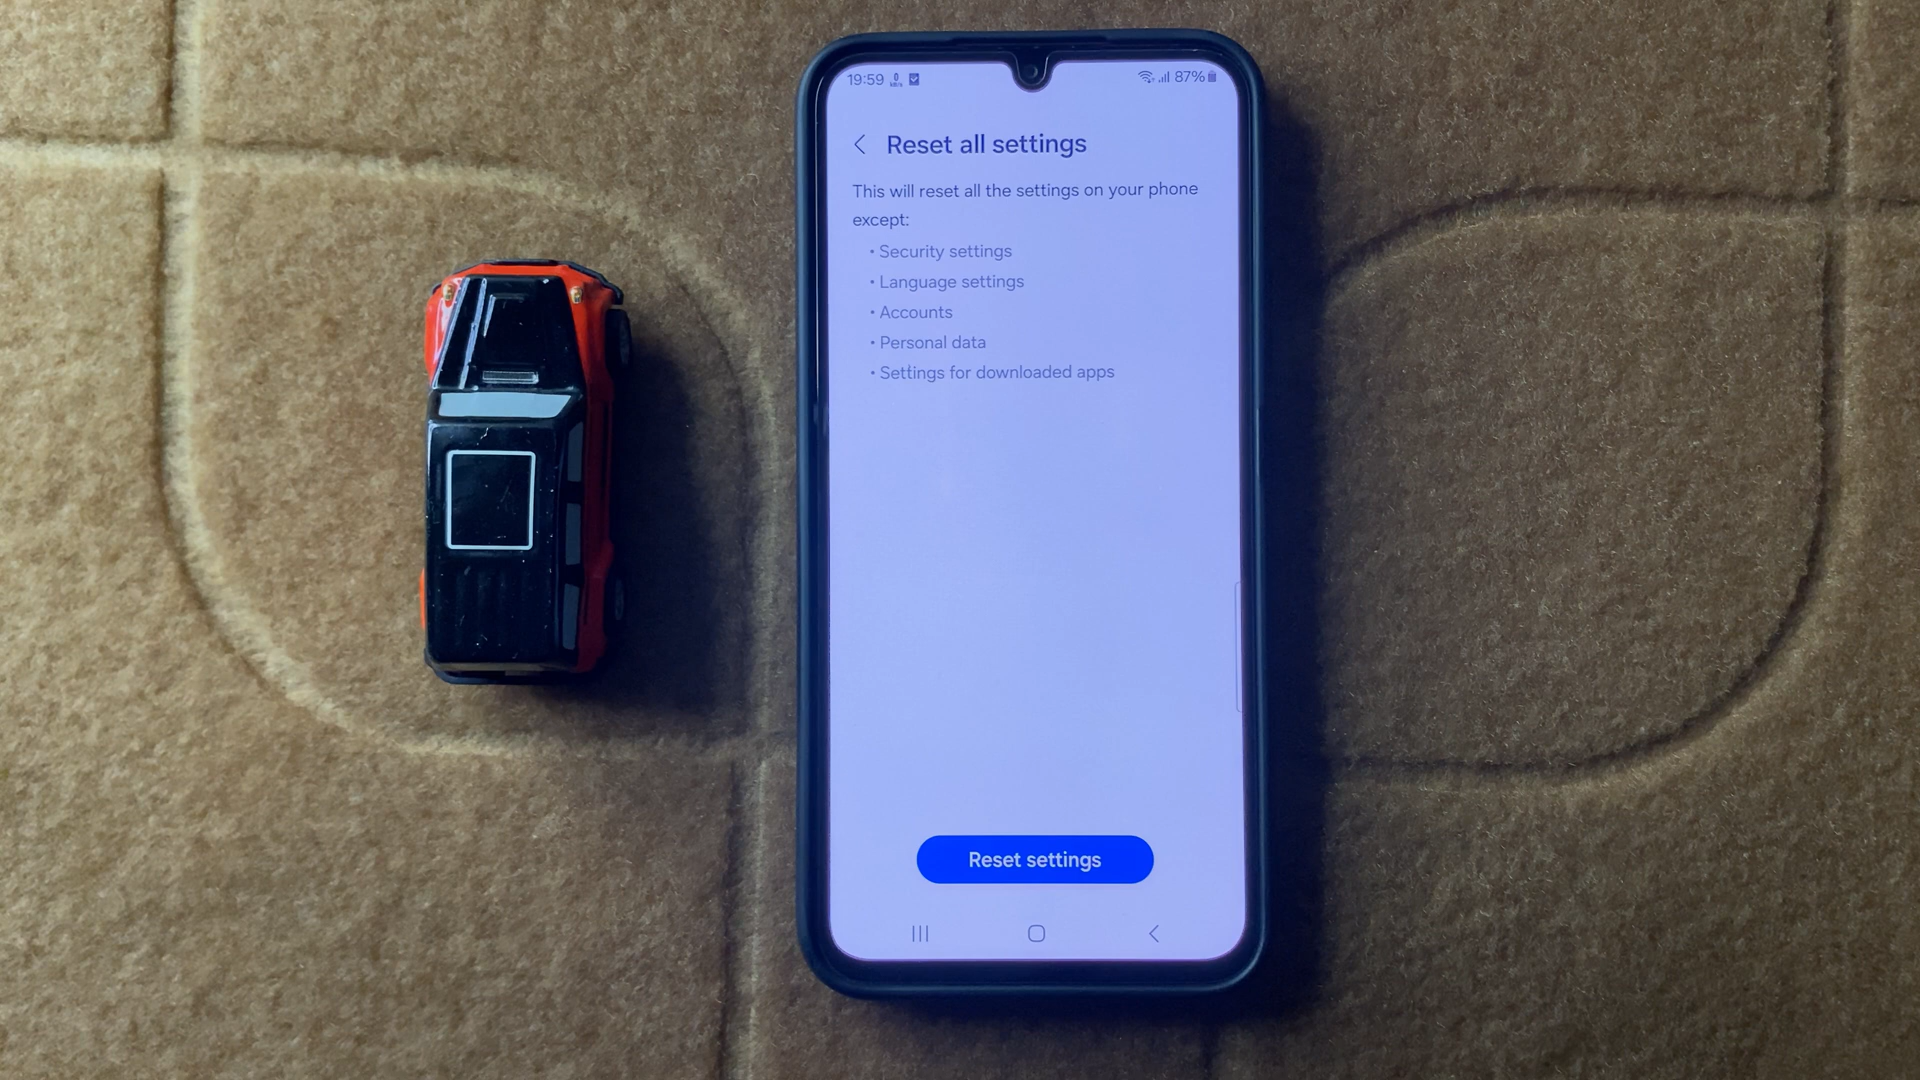 19:59 87%
Reset all settings
This will reset all the settings on your phone
except:
• Security settings
• Language settings
• Accounts
• Personal data
• Settings for downloaded apps
Reset settings